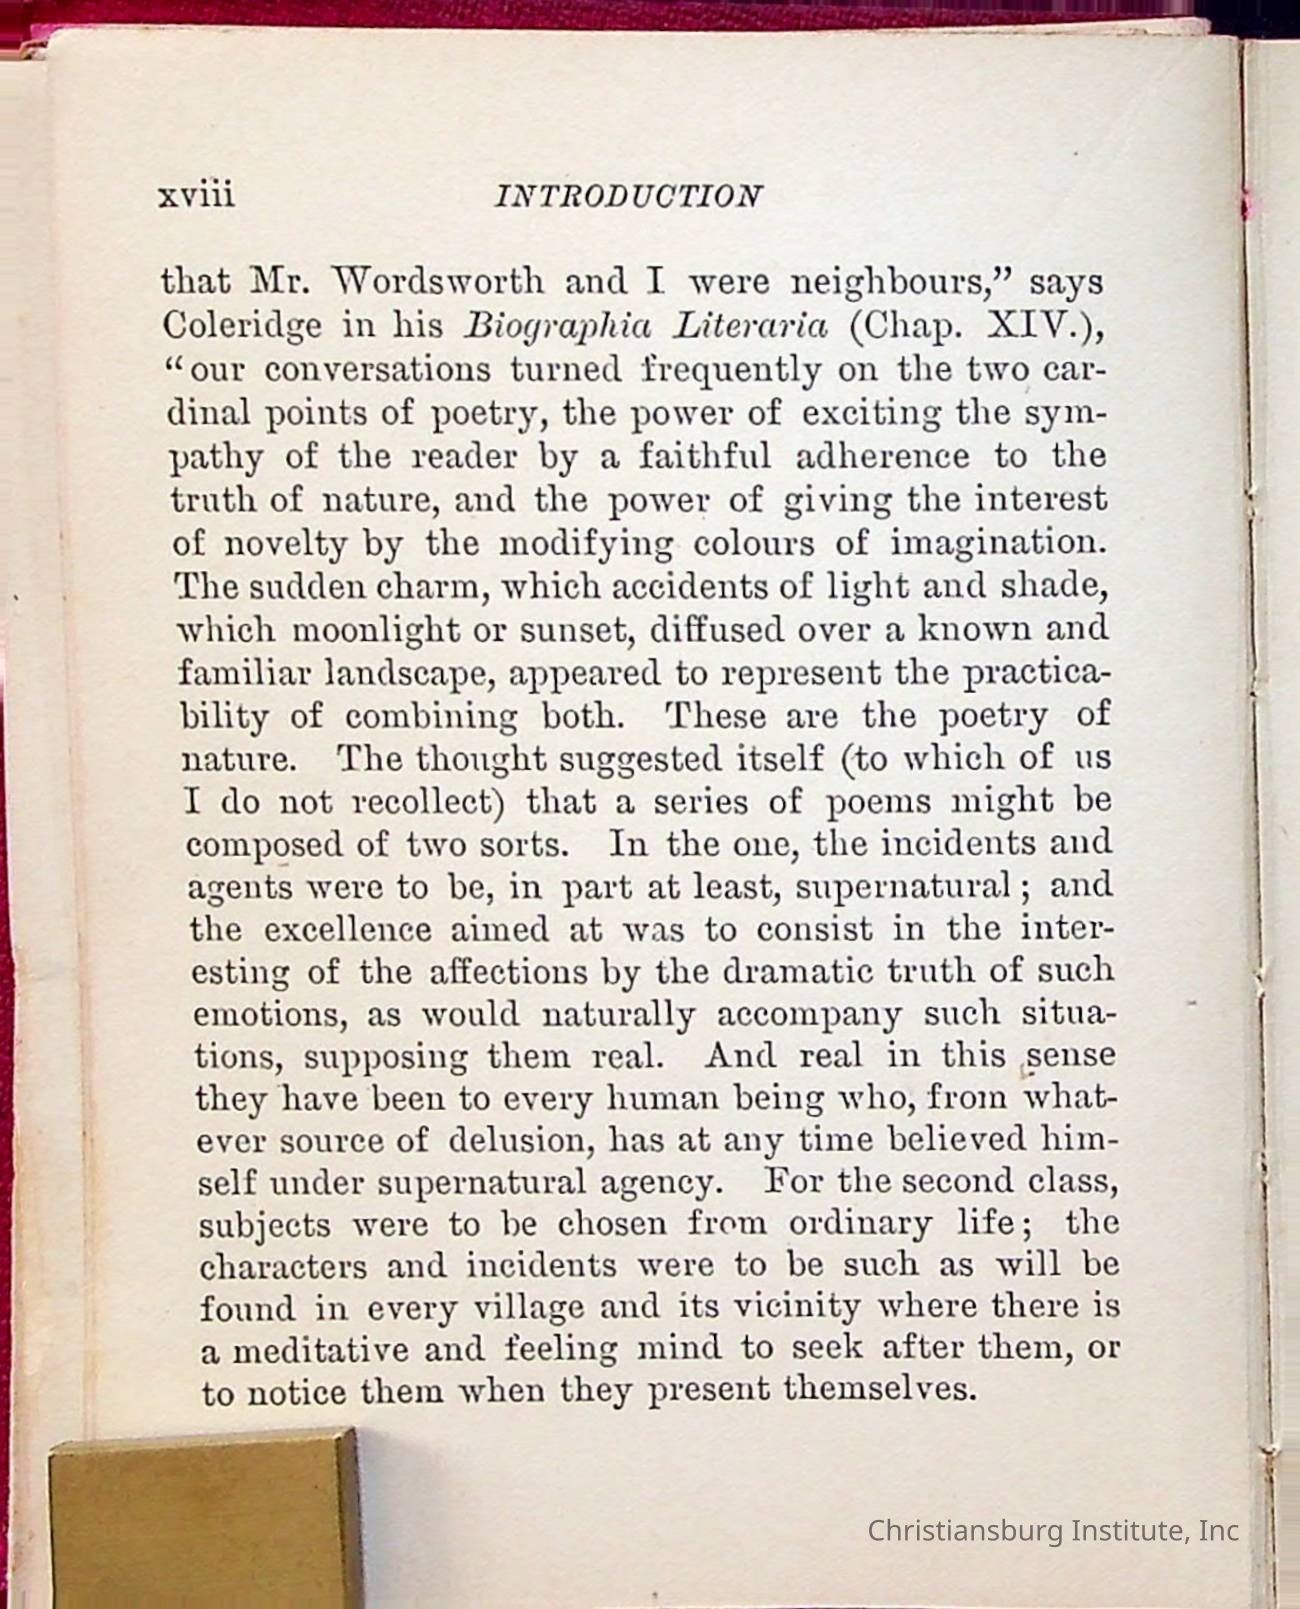 xviii INTRODUCTION
that Mr. Wordsworth and I were neighbours,” says
Coleridge in his Biographia Literaria (Chap. XIV.),
“our conversations turned frequently on the two car-
dinal points of poetry, the power of exciting the sym-
pathy of the reader by a faithful adherence to the
truth of nature, and the power of giving the interest
of novelty by the modifying colours of imagination.
The sudden charm, which accidents of light and shade,
which moonlight or sunset, diffused over a known and
familiar landscape, appeared to represent the practica-
bility of combining both. These are the poetry of
nature. The thought suggested itself (to which of us
I do not recollect) that a series of poems might be
composed of two sorts. In the one, the incidents and
agents were to be, in part at least, supernatural; and
the excellence aimed at was to consist in the inter-
esting of the affections by the dramatic truth of such
emotions, as would naturally accompany such situa-
tions, supposing them real. And real in this sense
they have been to every human being who, from what-
ever source of delusion, has at any time believed him-
self under supernatural agency. For the second class,
subjects were to be chosen from ordinary life; the
characters and incidents were to be such as will be
found in every village and its vicinity where there is
a meditative and feeling mind to seek after them, or
to notice them when they present themselves.
Christiansburg Institute, Inc